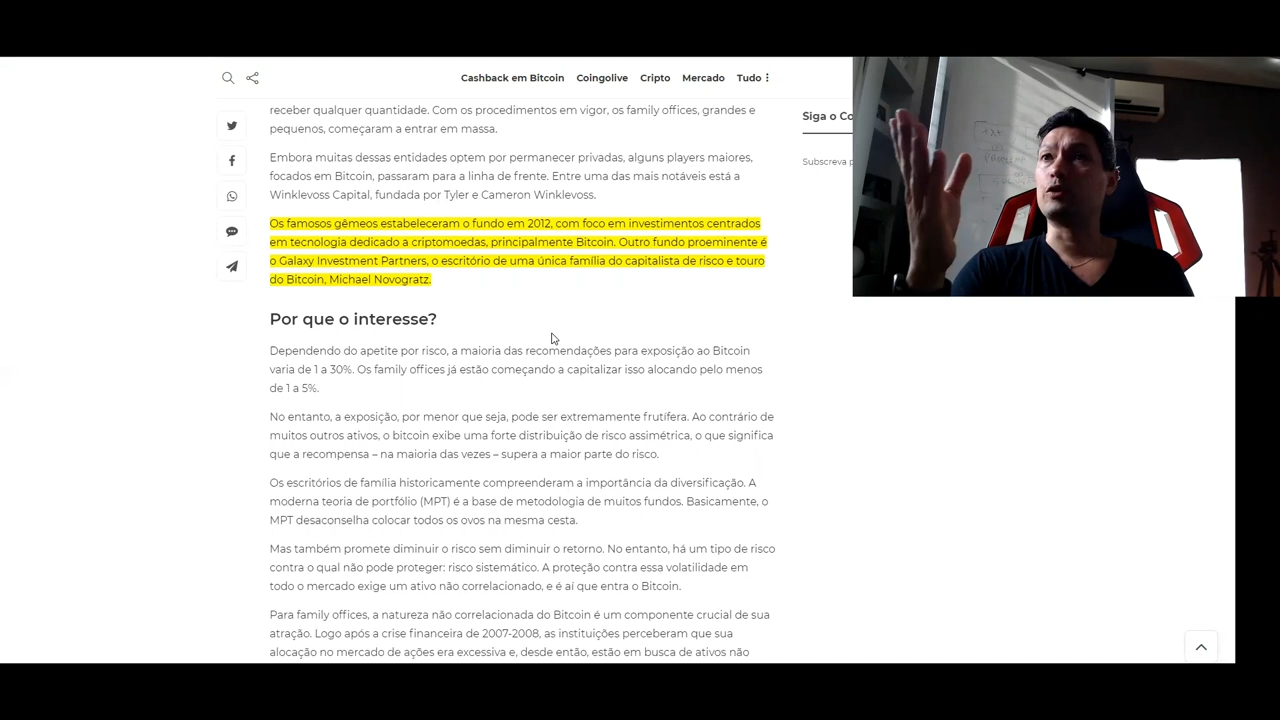 Cashback em Bitcoin Coingolive Cripto Mercado Tudo
receber qualquer quantidade. Com os procedimentos em vigor, os family offices, grandes e
pequenos, começaram a entrar em massa.
Siga o Co
Embora muitas dessas entidades optem por permanecer privadas, alguns players maiores,
Subscreva p
focados em Bitcoin, passaram para a linha de frente. Entre uma das mais notáveis está a
Winklevoss Capital, fundada por Tyler e Cameron Winklevoss.
Os famosos gêmeos estabeleceram o fundo em 2012, com foco em investimentos centrados
em tecnologia dedicado a criptomoedas, principalmente Bitcoin. Outro fundo proeminente é
o Galaxy Investment Partners, o escritório de uma única família do capitalista de risco e touro
do Bitcoin, Michael Novogratz.
Por que o interesse?
Dependendo do apetite por risco, a maioria das recomendações para exposição ao Bitcoin
varia de 1 a 30%. Os family offices já estão começando a capitalizar isso alocando pelo menos
de 1 a 5%.
No entanto, a exposição, por menor que seja, pode ser extremamente frutífera. Ao contrário de
muitos outros ativos, o bitcoin exibe uma forte distribuição de risco assimétrica, o que significa
que a recompensa – na maioria das vezes – supera a maior parte do risco.
Os escritórios de família historicamente compreenderam a importância da diversificação. A
moderna teoria de portfólio (MPT) é a base de metodologia de muitos fundos. Basicamente, o
MPT desaconselha colocar todos os ovos na mesma cesta.
Mas também promete diminuir o risco sem diminuir o retorno. No entanto, há um tipo de risco
contra o qual não pode proteger: risco sistemático. A proteção contra essa volatilidade em
todo o mercado exige um ativo não correlacionado, e é aí que entra o Bitcoin.
Para family offices, a natureza não correlacionada do Bitcoin é um componente crucial de sua
atração. Logo após a crise financeira de 2007-2008, as instituições perceberam que sua
alocação no mercado de ações era excessiva e, desde então, estão em busca de ativos não